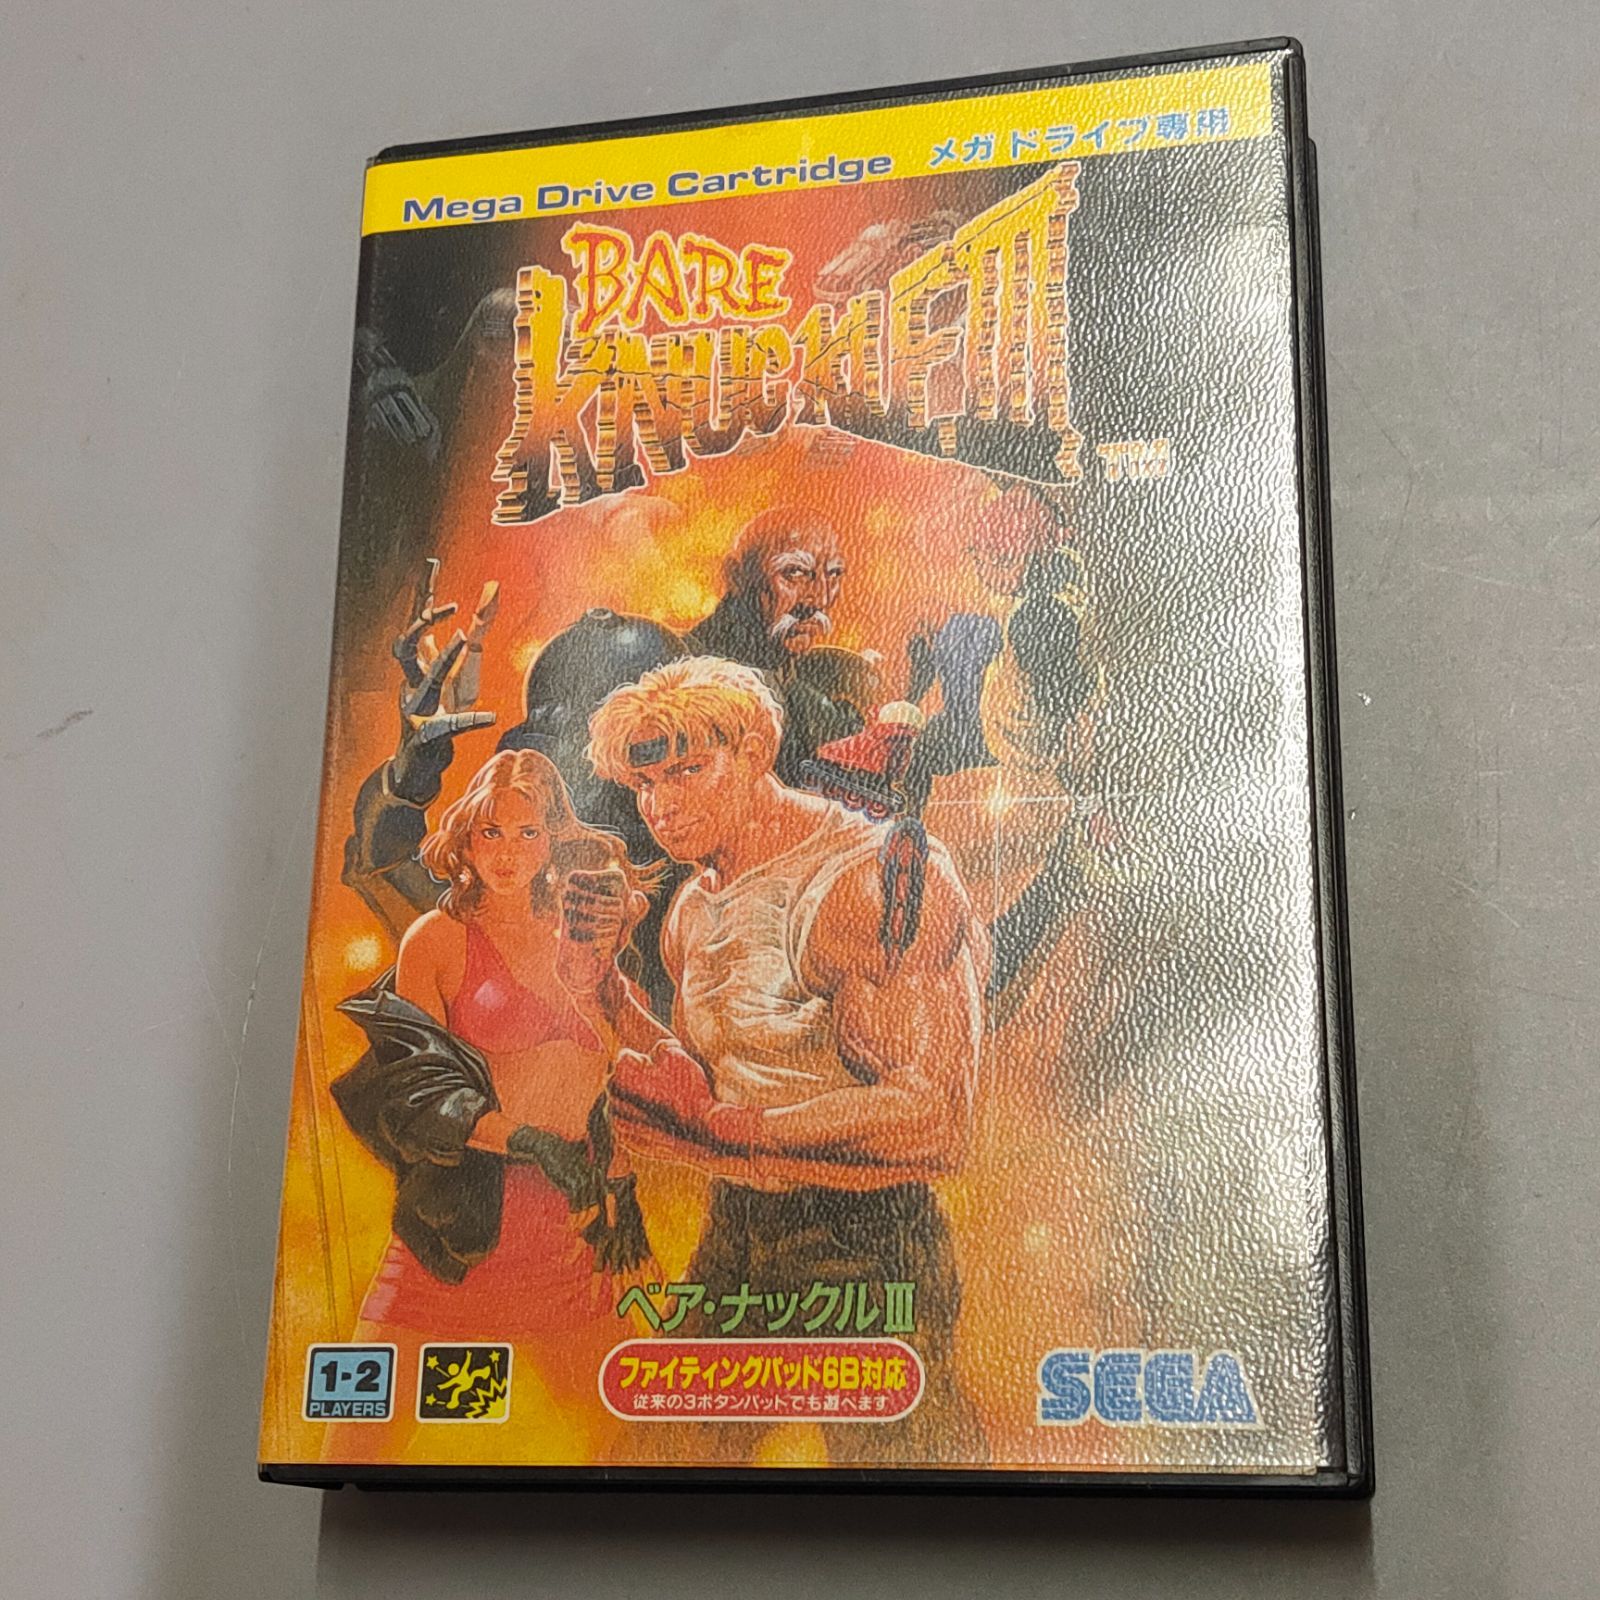 Mega Drive Cartridge メガドライブ専用
BARE
KNUCKLE III
TM
ベア・ナックルIII
ファイティングパッド6B対応
従来の3ボタンパットでも遊べます
1-2
PLAYERS
SEGA